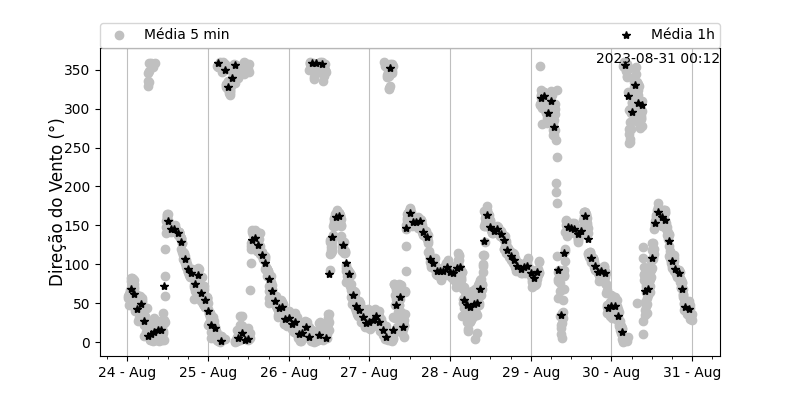 Média 5 min
Média 1h
2023-08-31 00:12
Direção do Vento (°)
350
300
250
200
150
100
50
0
24 - Aug
25 - Aug
26 - Aug
27 - Aug
28 - Aug
29 - Aug
30 - Aug
31 - Aug